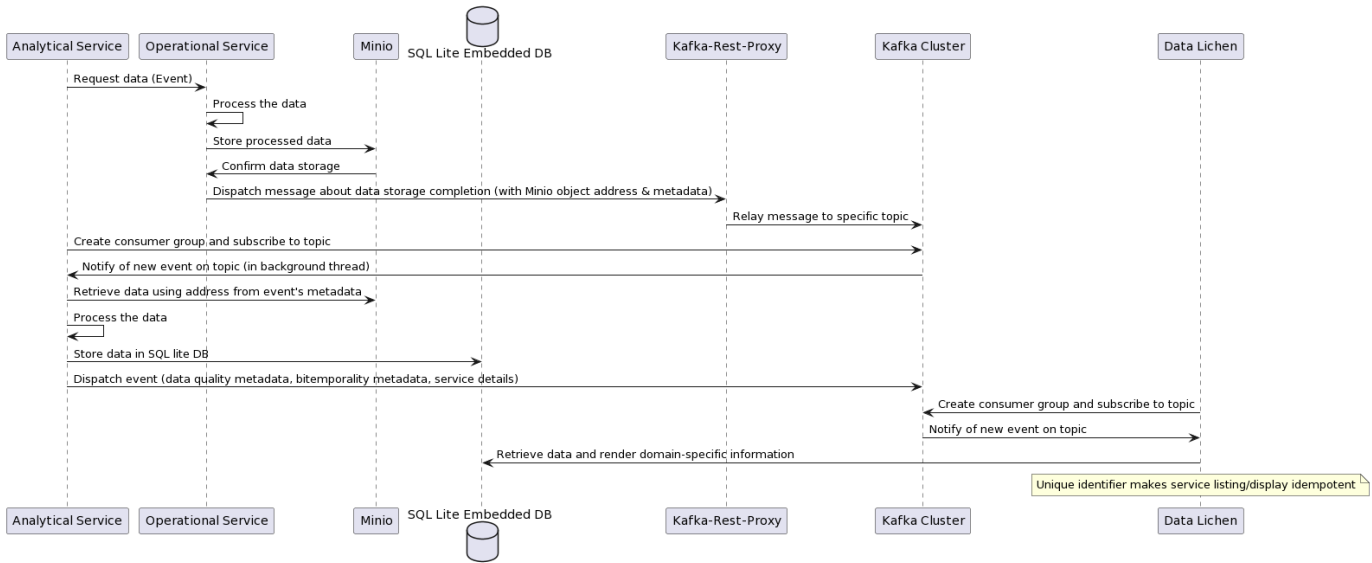 SQL Lite Embedded DB
Analytical Service
Operational Service
Minio
Kafka-Rest-Proxy
Kafka Cluster
Data Lichen
Request data (Event)
Process the data
Store processed data
Confirm data storage
Dispatch message about data storage completion (with Minio object address & metadata)
Relay message to specific topic
Create consumer group and subscribe to topic
Notify of new event on topic (in background thread)
Retrieve data using address from event's metadata
Process the data
Store data in SQL lite DB
Dispatch event (data quality metadata, bitemporality metadata, service details)
Create consumer group and subscribe to topic
Notify of new event on topic
Retrieve data and render domain-specific information
Unique identifier makes service listing/display idempotent
Analytical Service
Operational Service
Minio
SQL Lite Embedded DB
Kafka-Rest-Proxy
Kafka Cluster
Data Lichen